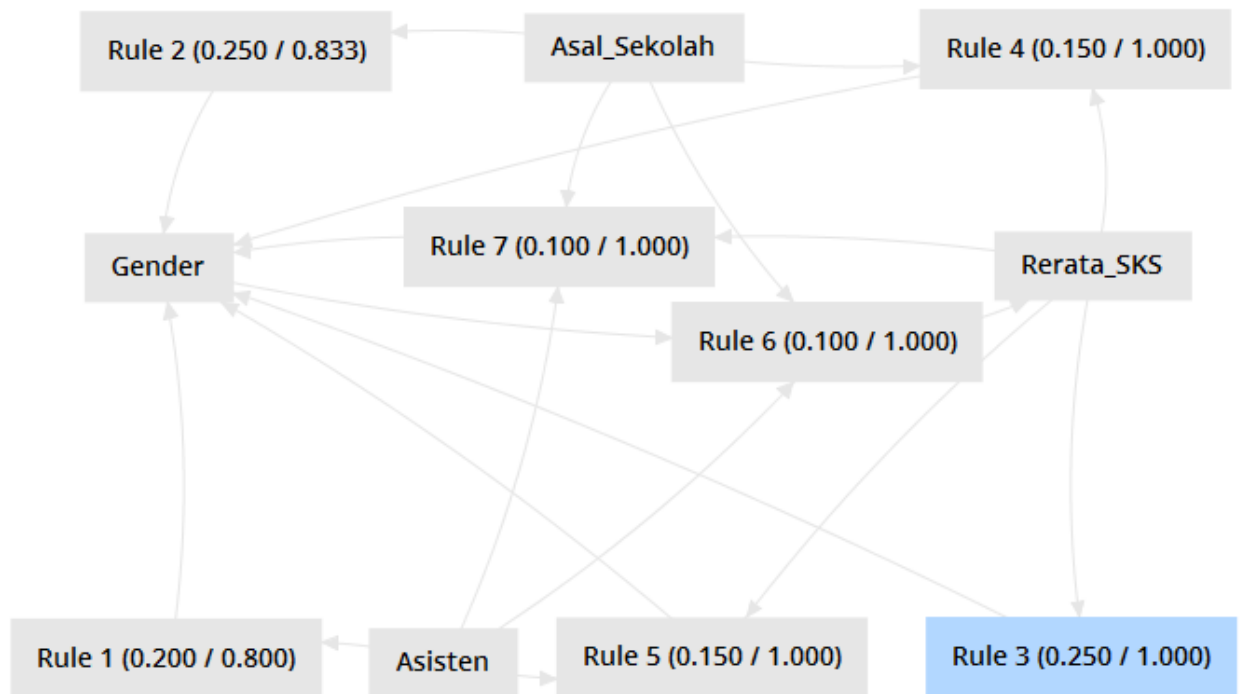 Rule 2 (0.250 / 0.833)
Asal_Sekolah
Rule 4 (0.150 / 1.000)
Gender
Rule 7 (0.100 / 1.000)
Rerata_SKS
Rule 6 (0.100 / 1.000)
Rule 1 (0.200 / 0.800)
Asisten
Rule 5 (0.150 / 1.000)
Rule 3 (0.250 / 1.000)